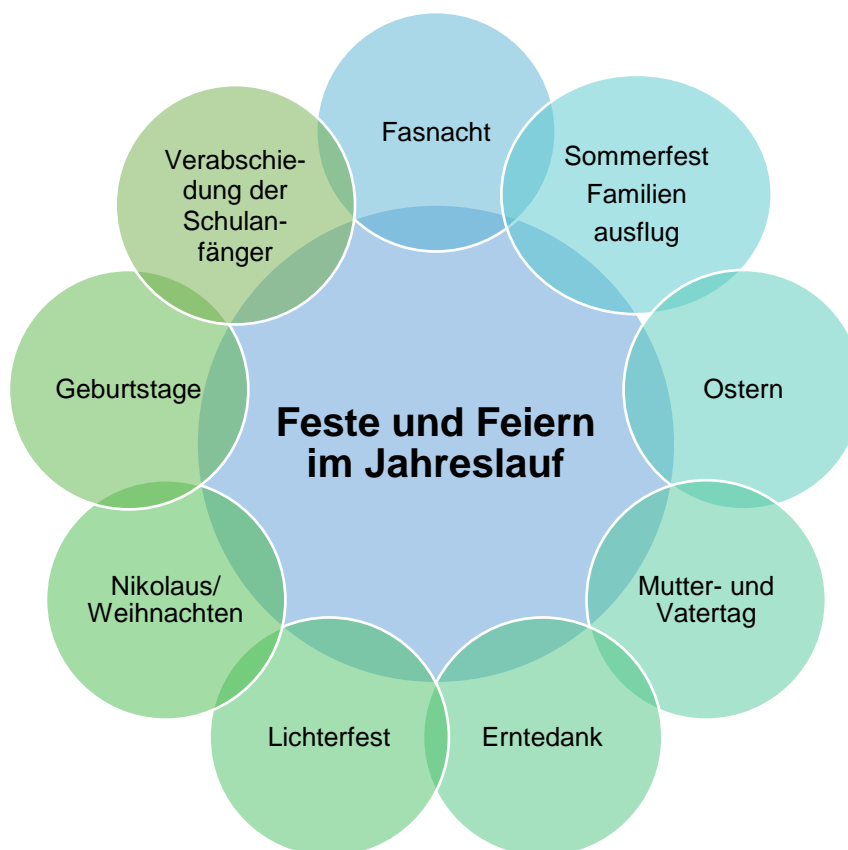 Fasnacht
Sommerfest
Familien
ausflug
Ostern
Mutter- und
Vatertag
Erntedank
Lichterfest
Nikolaus/
Weihnachten
Geburtstage
Verabschie-
dung der
Schulan-
fänger
Feste und Feiern
im Jahreslauf